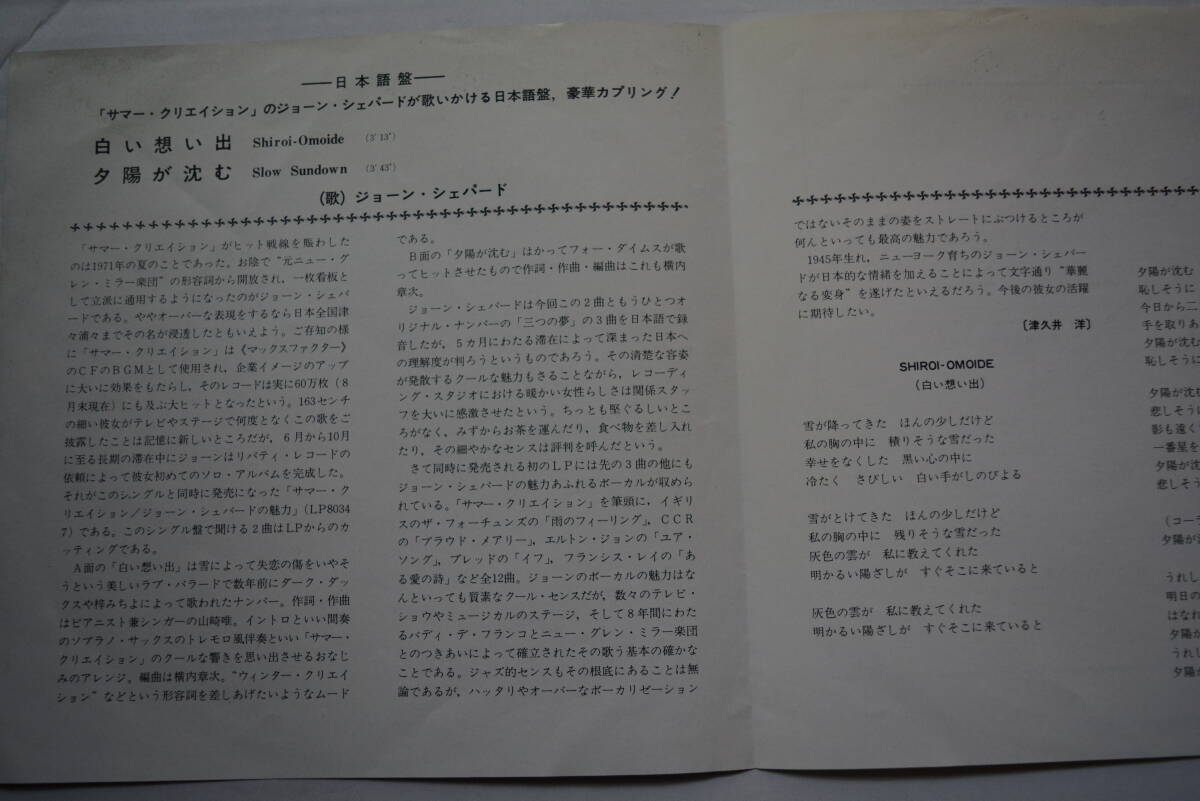 ——日本語盤——
「サマー・クリエイション」のジョーン・シェパードが歌いかける日本語盤，豪華カプリング！
白い想い出 Shiroi-Omoide (3′13″)
夕陽が沈む Slow Sundown (3′43″)
(歌) ジョーン・シェパード
「サマー・クリエイション」がヒット戦線を賑わした
のは1971年の夏のことであった。お陰で“元ニュー・グ
レン・ミラー楽団”の形容詞から開放され，一枚看板と
して立派に通用するようになったのがジョーン・シェパ
ードである。ややオーバーな表現をするなら日本全国津
々浦々までその名が浸透したともいえよう。ご存知の様
に「サマー・クリエイション」は《マックスファクター》
のＣＦのＢＧＭとして使用され，企業イメージのアップ
に大いに効果をもたらし，そのレコードは実に60万枚（8
月末現在）にも及ぶ大ヒットとなったという。163センチ
の細い彼女がテレビやステージで何度となくこの歌をご
披露したことは記憶に新しいところだが，６月から10月
に至る長期の滞在中にジョーンはリバティ・レコードの
依頼によって彼女初めてのソロ・アルバムを完成した。
それがこのシングルと同時に発売になった「サマー・ク
リエイション／ジョーン・シェパードの魅力」（LP8034
7）である。このシングル盤で聞ける２曲はLPからのカ
ッティングである。
Ａ面の「白い想い出」は雪によって失恋の傷をいやそ
うという美しいラブ・バラードで数年前にダーク・ダッ
クスや梓みちよによって歌われたナンバー。作詞・作曲
はピアニスト兼シンガーの山崎唯。イントロといい間奏
のソプラノ・サックスのトレモロ風伴奏といい「サマー・
クリエイション」のクールな響きを思い出させるおなじ
みのアレンジ。編曲は横内章次。“ウィンター・クリエイ
ション”などという形容詞を差しあげたいようなムード
である。
Ｂ面の「夕陽が沈む」はかってフォー・ダイムスが歌
ってヒットさせたもので作詞・作曲・編曲はこれも横内
章次。
ジョーン・シェパードは今回この２曲ともうひとつオ
リジナル・ナンバーの「三つの夢」の３曲を日本語で録
音したが，５カ月にわたる滞在によって深まった日本へ
の理解度が判ろうというものであろう。その清楚な容姿
が発散するクールな魅力もさることながら，レコーディ
ング・スタジオにおける暖かい女性らしさは関係スタッ
フを大いに感激させたという。ちっとも堅ぐるしいとこ
ろがなく，みずからお茶を運んだり，食べ物を差し入れ
たり，その細やかなセンスは評判を呼んだという。
さて同時に発売される初のＬＰには先の３曲の他にも
ジョーン・シェパードの魅力あふれるボーカルが収めら
れている。「サマー・クリエイション」を筆頭に，イギリ
スのザ・フォーチュンズの「雨のフィーリング」，ＣＣＲ
の「プラウド・メアリー」，エルトン・ジョンの「ユア・
ソング」，ブレッドの「イフ」，フランシス・レイの「あ
る愛の詩」など全12曲。ジョーンのボーカルの魅力はな
んといっても質素なクール・センスだが，数々のテレビ・
ショウやミュージカルのステージ，そして８年間にわた
るバディ・デ・フランコとニュー・グレン・ミラー楽団
とのつきあいによって確立されたその歌う基本の確かな
ことである。ジャズ的センスもその根底にあることは無
論であるが，ハッタリやオーバーなボーカリゼーション
ではないそのままの姿をストレートにぶつけるところが
何んといっても最高の魅力であろう。
1945年生れ，ニューヨーク育ちのジョーン・シェパー
ドが日本的な情緒を加えることによって文字通り“華麗
なる変身”を遂げたといえるだろう。今後の彼女の活躍
に期待したい。
〔津久井　洋〕
SHIROI-OMOIDE
（白い想い出）
雪が降ってきた　ほんの少しだけど
私の胸の中に　積りそうな雪だった
幸せをなくした　黒い心の中に
冷たく　さびしい　白い手がしのびよる
雪がとけてきた　ほんの少しだけど
私の胸の中に　残りそうな雪だった
灰色の雲が　私に教えてくれた
明かるい陽ざしが　すぐそこに来ていると
灰色の雲が　私に教えてくれた
明かるい陽ざしが　すぐそこに来ていると
夕陽が沈む
恥しそうに
今日から二
手を取りあ
夕陽が沈む
恥しそうに
夕陽が沈む
悲しそうに
影も遠く
一番星を
夕陽が沈
悲しそう
（コー
夕陽が沈
うれし
明日の
はなれ
夕陽が
うれし
夕陽が